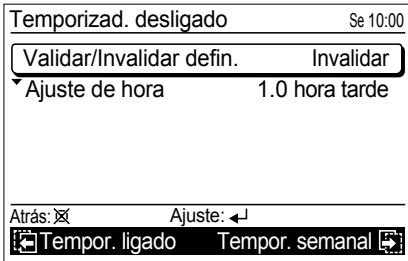 Temporizad. desligado Se 10:00
Validar/Invalidar defin. Invalidar
Ajuste de hora 1.0 hora tarde
Atrás: Ajuste:
Tempor. ligado Tempor. semanal